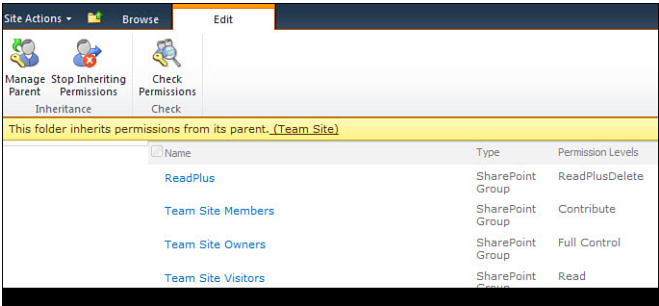 Site Actions Browse Edit
Manage Parent Stop Inheriting Permissions Check Permissions
Inheritance Check
This folder inherits permissions from its parent. (Team Site)
Name Type Permission Levels
ReadPlus SharePoint Group ReadPlusDelete
Team Site Members SharePoint Group Contribute
Team Site Owners SharePoint Group Full Control
Team Site Visitors SharePoint Group Read